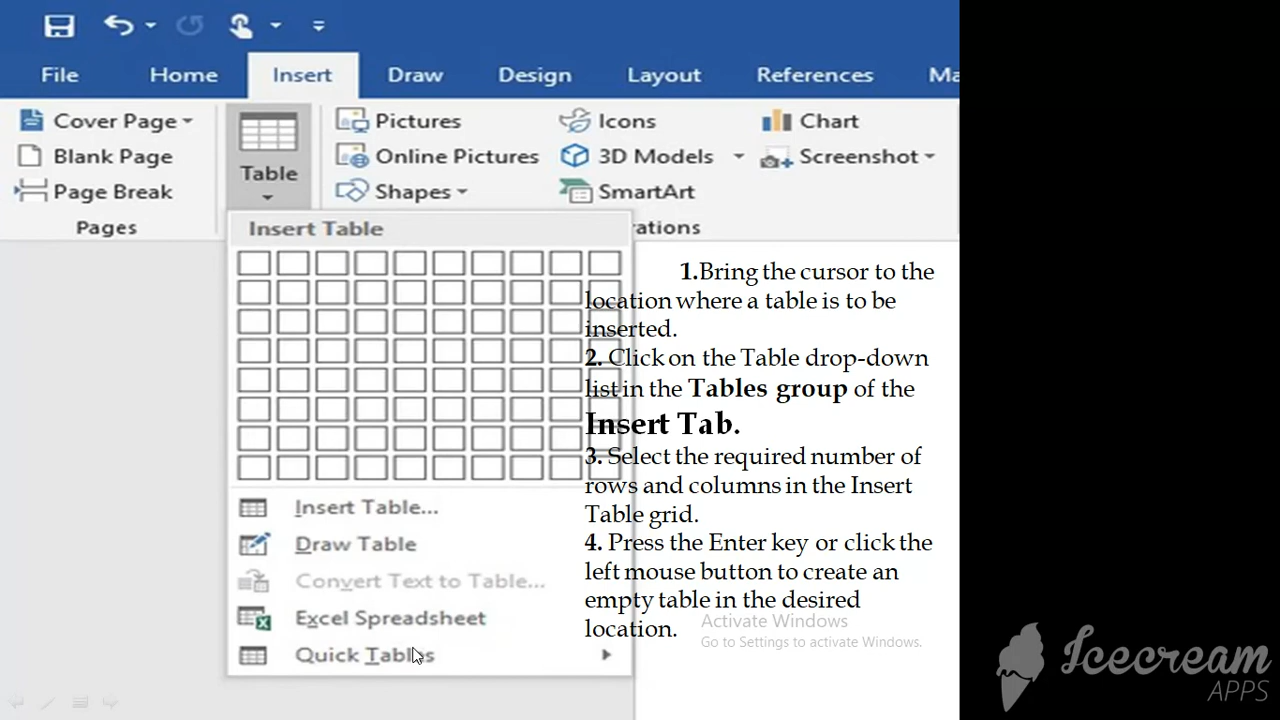 File Home Insert Draw Design Layout References Ma
Cover Page
Blank Page
Page Break
Pages
Table
Pictures
Online Pictures
Shapes
Icons
3D Models
SmartArt
rations
Chart
Screenshot
Insert Table
Insert Table...
Draw Table
Convert Text to Table...
Excel Spreadsheet
Quick Tables
1.Bring the cursor to the
location where a table is to be
inserted.
2. Click on the Table drop-down
list in the Tables group of the
Insert Tab.
3. Select the required number of
rows and columns in the Insert
Table grid.
4. Press the Enter key or click the
left mouse button to create an
empty table in the desired
location.
Activate Windows
Go to Settings to activate Windows.
Icecream
APPS